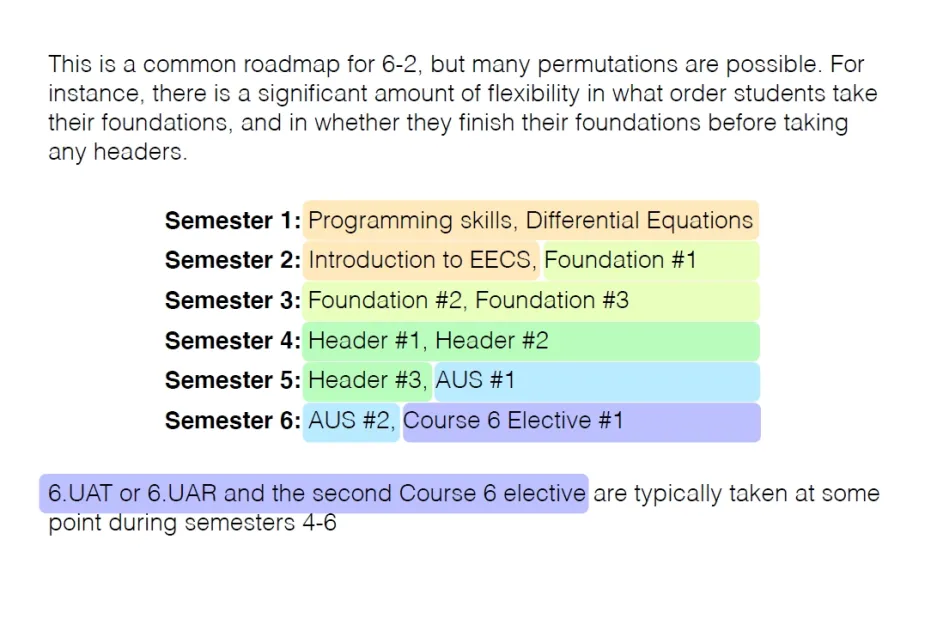 This is a common roadmap for 6-2, but many permutations are possible. For
instance, there is a significant amount of flexibility in what order students take
their foundations, and in whether they finish their foundations before taking
any headers.
Semester 1: Programming skills, Differential Equations
Semester 2: Introduction to EECS, Foundation #1
Semester 3: Foundation #2, Foundation #3
Semester 4: Header #1, Header #2
Semester 5: Header #3, AUS #1
Semester 6: AUS #2, Course 6 Elective #1
6.UAT or 6.UAR and the second Course 6 elective are typically taken at some
point during semesters 4-6